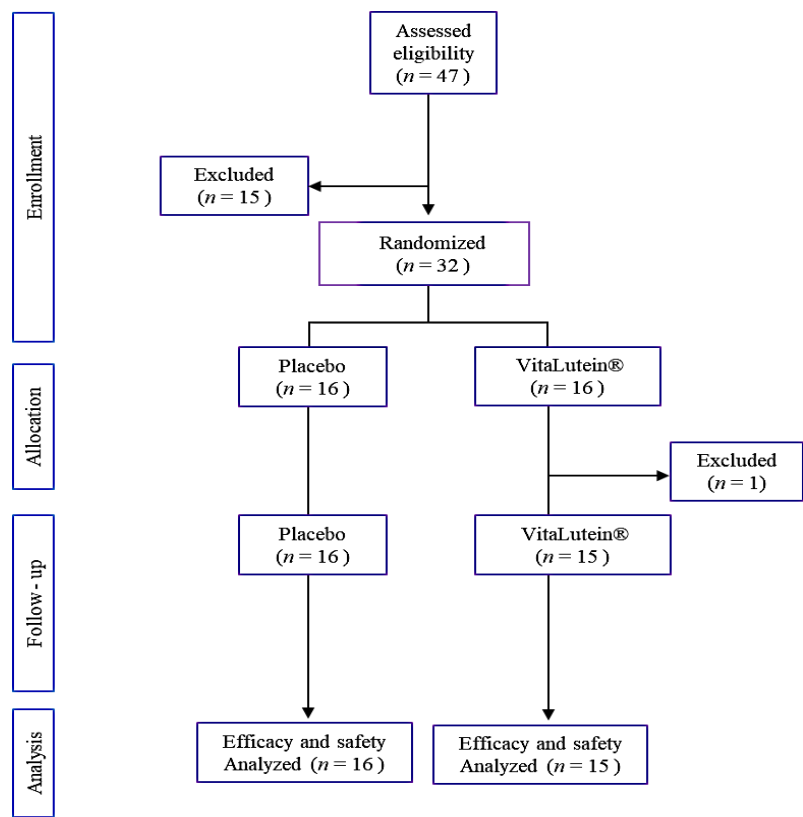 Enrollment
Assessed
eligibility
(n = 47 )
Excluded
(n = 15 )
Randomized
(n = 32 )
Allocation
Placebo
(n = 16 )
VitaLutein®
(n = 16 )
Excluded
(n = 1)
Follow - up
Placebo
(n = 16 )
VitaLutein®
(n = 15 )
Analysis
Efficacy and safety
Analyzed (n = 16 )
Efficacy and safety
Analyzed (n = 15 )